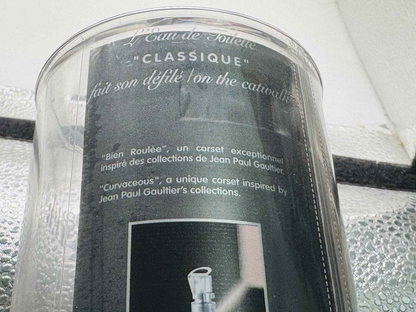 L'Eau de Toilette
-"CLASSIQUE"
fait son défilé/on the catwalk
"Bien Roulée", un corset exceptionnel
inspiré des collections de Jean Paul Gaultier.
"Curvaceous", a unique corset inspired by
Jean Paul Gaultier's collections.